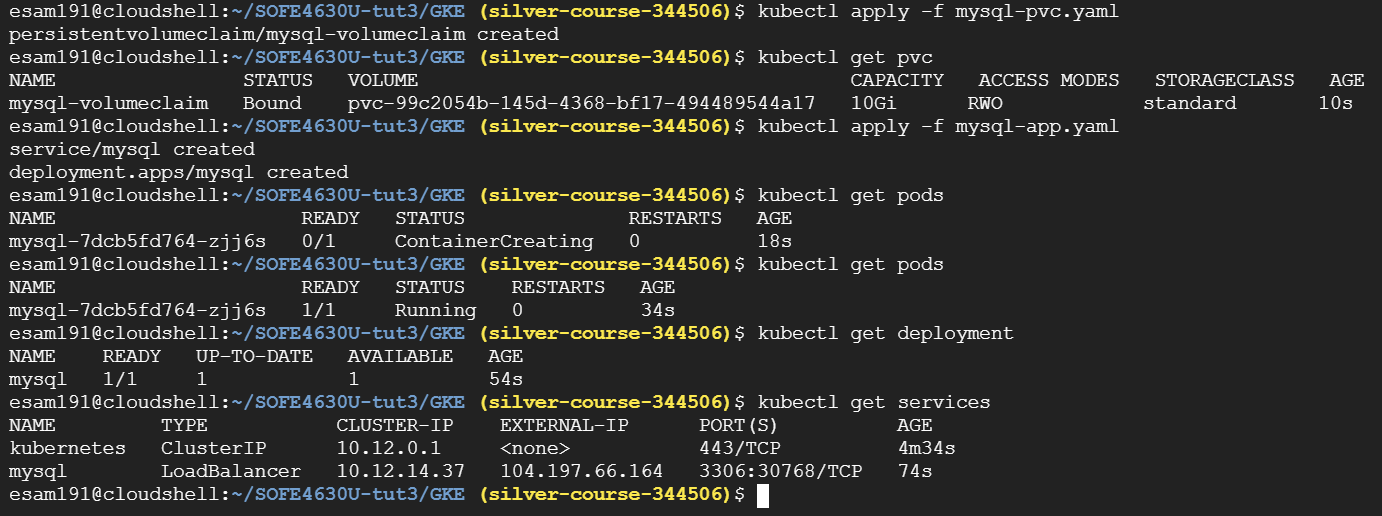 esam191@cloudshell:~/SOFE4630U-tut3/GKE (silver-course-344506)$ kubectl apply -f mysql-pvc.yaml
persistentvolumeclaim/mysql-volumeclaim created
esam191@cloudshell:~/SOFE4630U-tut3/GKE (silver-course-344506)$ kubectl get pvc
NAME                STATUS   VOLUME                                     CAPACITY   ACCESS MODES   STORAGECLASS   AGE
mysql-volumeclaim   Bound    pvc-99c2054b-145d-4368-bf17-494489544a17   10Gi       RWO            standard       10s
esam191@cloudshell:~/SOFE4630U-tut3/GKE (silver-course-344506)$ kubectl apply -f mysql-app.yaml
service/mysql created
deployment.apps/mysql created
esam191@cloudshell:~/SOFE4630U-tut3/GKE (silver-course-344506)$ kubectl get pods
NAME                     READY   STATUS              RESTARTS   AGE
mysql-7dcb5fd764-zjj6s   0/1     ContainerCreating   0          18s
esam191@cloudshell:~/SOFE4630U-tut3/GKE (silver-course-344506)$ kubectl get pods
NAME                     READY   STATUS    RESTARTS   AGE
mysql-7dcb5fd764-zjj6s   1/1     Running   0          34s
esam191@cloudshell:~/SOFE4630U-tut3/GKE (silver-course-344506)$ kubectl get deployment
NAME    READY   UP-TO-DATE   AVAILABLE   AGE
mysql   1/1     1            1           54s
esam191@cloudshell:~/SOFE4630U-tut3/GKE (silver-course-344506)$ kubectl get services
NAME         TYPE           CLUSTER-IP    EXTERNAL-IP      PORT(S)          AGE
kubernetes   ClusterIP      10.12.0.1     <none>           443/TCP          4m34s
mysql        LoadBalancer   10.12.14.37   104.197.66.164   3306:30768/TCP   74s
esam191@cloudshell:~/SOFE4630U-tut3/GKE (silver-course-344506)$